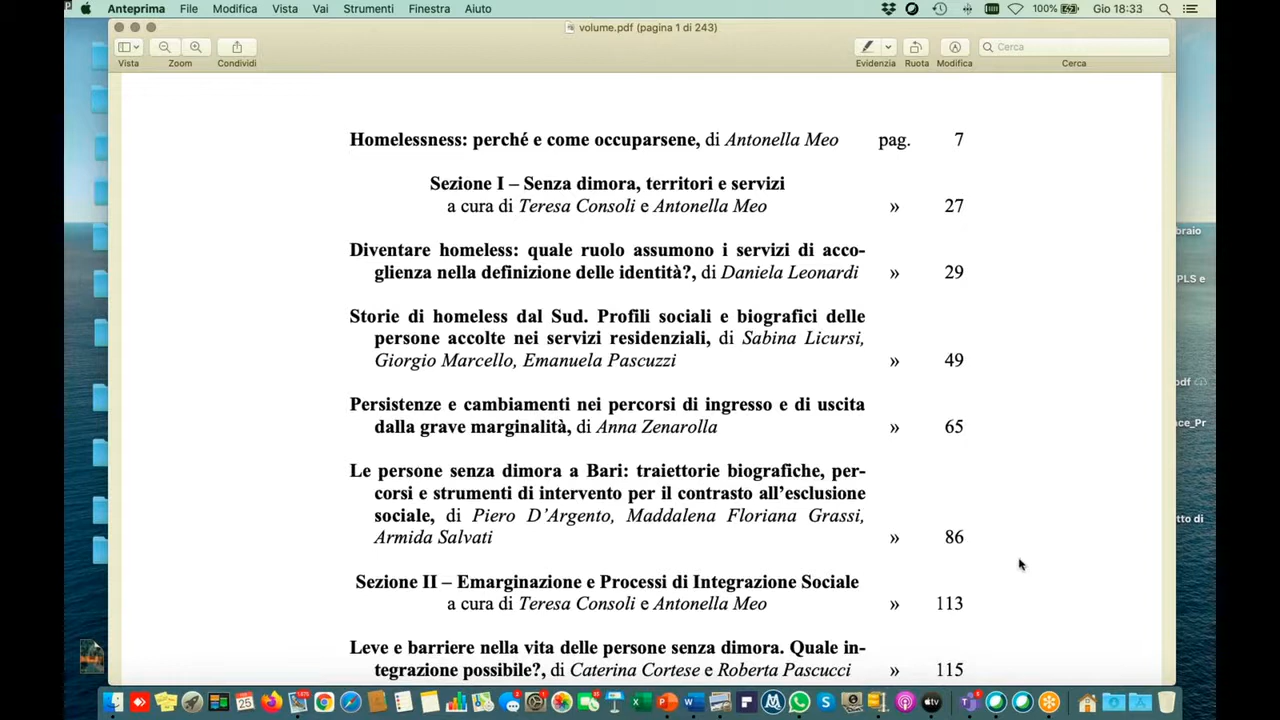 Anteprima File Modifica Vista Vai Strumenti Finestra Aiuto 100% Gio 18:33
volume.pdf (pagina 1 di 243)
Cerca
Vista Zoom Condividi Evidenzia Ruota Modifica Cerca
Homelessness: perché e come occuparsene, di Antonella Meo pag. 7
Sezione I – Senza dimora, territori e servizi
a cura di Teresa Consoli e Antonella Meo » 27
Diventare homeless: quale ruolo assumono i servizi di acco-
glienza nella definizione delle identità?, di Daniela Leonardi » 29
Storie di homeless dal Sud. Profili sociali e biografici delle
persone accolte nei servizi residenziali, di Sabina Licursi,
Giorgio Marcello, Emanuela Pascuzzi » 49
Persistenze e cambiamenti nei percorsi di ingresso e di uscita
dalla grave marginalità, di Anna Zenarolla » 65
Le persone senza dimora a Bari: traiettorie biografiche, per-
corsi e strumenti di intervento per il contrasto all’esclusione
sociale, di Piero D’Argento, Maddalena Floriana Grassi,
Armida Salvati » 86
Sezione II – Emarginazione e Processi di Integrazione Sociale
a cura di Teresa Consoli e Antonella Meo » 113
Leve e barriere nella vita delle persone senza dimora. Quale in-
tegrazione possibile?, di Caterina Cortese e Roberta Pascucci » 115
braio
PLS e
pdf
ace_Pr
tto di